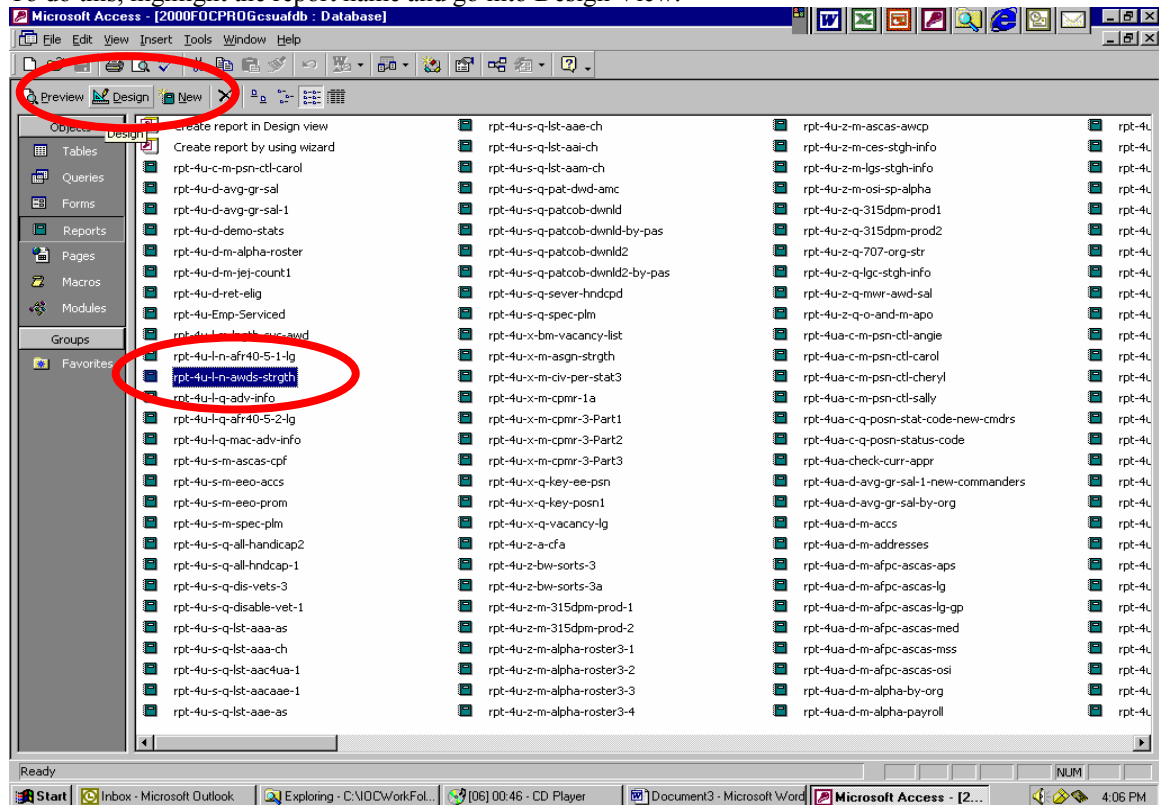 To do this, highlight the report name and go into Design View.
Microsoft Access - [2000FOCPROGcsuafdb : Database]
File Edit View Insert Tools Window Help
Preview Design New
Objects
Design
Tables
Queries
Forms
Reports
Pages
Macros
Modules
Groups
Favorites
Create report in Design view
Create report by using wizard
rpt-4u-c-m-psn-ctl-carol
rpt-4u-d-avg-gr-sal
rpt-4u-d-avg-gr-sal-1
rpt-4u-d-demo-stats
rpt-4u-d-m-alpha-roster
rpt-4u-d-m-jej-count1
rpt-4u-d-ret-elig
rpt-4u-Emp-Serviced
rpt-4u-l-m-lngth-svc-awd
rpt-4u-l-n-afr40-5-1-lg
rpt-4u-l-n-awds-strgth
rpt-4u-l-q-adv-info
rpt-4u-l-q-afr40-5-2-lg
rpt-4u-l-q-mac-adv-info
rpt-4u-s-m-ascas-cpf
rpt-4u-s-m-eeo-accs
rpt-4u-s-m-eeo-prom
rpt-4u-s-m-spec-plm
rpt-4u-s-q-all-handicap2
rpt-4u-s-q-all-hndcap-1
rpt-4u-s-q-dis-vets-3
rpt-4u-s-q-disable-vet-1
rpt-4u-s-q-lst-aaa-as
rpt-4u-s-q-lst-aaa-ch
rpt-4u-s-q-lst-aac4ua-1
rpt-4u-s-q-lst-aacaae-1
rpt-4u-s-q-lst-aae-as
rpt-4u-s-q-lst-aae-ch
rpt-4u-s-q-lst-aai-ch
rpt-4u-s-q-lst-aam-ch
rpt-4u-s-q-pat-dwd-amc
rpt-4u-s-q-patcob-dwnld
rpt-4u-s-q-patcob-dwnld-by-pas
rpt-4u-s-q-patcob-dwnld2
rpt-4u-s-q-patcob-dwnld2-by-pas
rpt-4u-s-q-sever-hndcpd
rpt-4u-s-q-spec-plm
rpt-4u-x-bm-vacancy-list
rpt-4u-x-m-asgn-strgth
rpt-4u-x-m-civ-per-stat3
rpt-4u-x-m-cpmr-1a
rpt-4u-x-m-cpmr-3-Part1
rpt-4u-x-m-cpmr-3-Part2
rpt-4u-x-m-cpmr-3-Part3
rpt-4u-x-q-key-ee-psn
rpt-4u-x-q-key-posn1
rpt-4u-x-q-vacancy-lg
rpt-4u-z-a-cfa
rpt-4u-z-bw-sorts-3
rpt-4u-z-bw-sorts-3a
rpt-4u-z-m-315dpm-prod-1
rpt-4u-z-m-315dpm-prod-2
rpt-4u-z-m-alpha-roster3-1
rpt-4u-z-m-alpha-roster3-2
rpt-4u-z-m-alpha-roster3-3
rpt-4u-z-m-alpha-roster3-4
rpt-4u-z-m-ascas-awcp
rpt-4u-z-m-ces-stgh-info
rpt-4u-z-m-lgs-stgh-info
rpt-4u-z-m-osi-sp-alpha
rpt-4u-z-q-315dpm-prod1
rpt-4u-z-q-315dpm-prod2
rpt-4u-z-q-707-org-str
rpt-4u-z-q-lgc-stgh-info
rpt-4u-z-q-mwr-awd-sal
rpt-4u-z-q-o-and-m-apo
rpt-4ua-c-m-psn-ctl-angie
rpt-4ua-c-m-psn-ctl-carol
rpt-4ua-c-m-psn-ctl-cheryl
rpt-4ua-c-m-psn-ctl-sally
rpt-4ua-c-q-posn-stat-code-new-cmdrs
rpt-4ua-c-q-posn-status-code
rpt-4ua-check-curr-appr
rpt-4ua-d-avg-gr-sal-1-new-commanders
rpt-4ua-d-avg-gr-sal-by-org
rpt-4ua-d-m-accs
rpt-4ua-d-m-addresses
rpt-4ua-d-m-afpc-ascas-aps
rpt-4ua-d-m-afpc-ascas-lg
rpt-4ua-d-m-afpc-ascas-lg-gp
rpt-4ua-d-m-afpc-ascas-med
rpt-4ua-d-m-afpc-ascas-mss
rpt-4ua-d-m-afpc-ascas-osi
rpt-4ua-d-m-alpha-by-org
rpt-4ua-d-m-alpha-payroll
Ready
NUM
Start Inbox - Microsoft Outlook Exploring - C:\IOCWorkFol... [06] 00:46 - CD Player Document3 - Microsoft Word Microsoft Access - [2... 4:06 PM